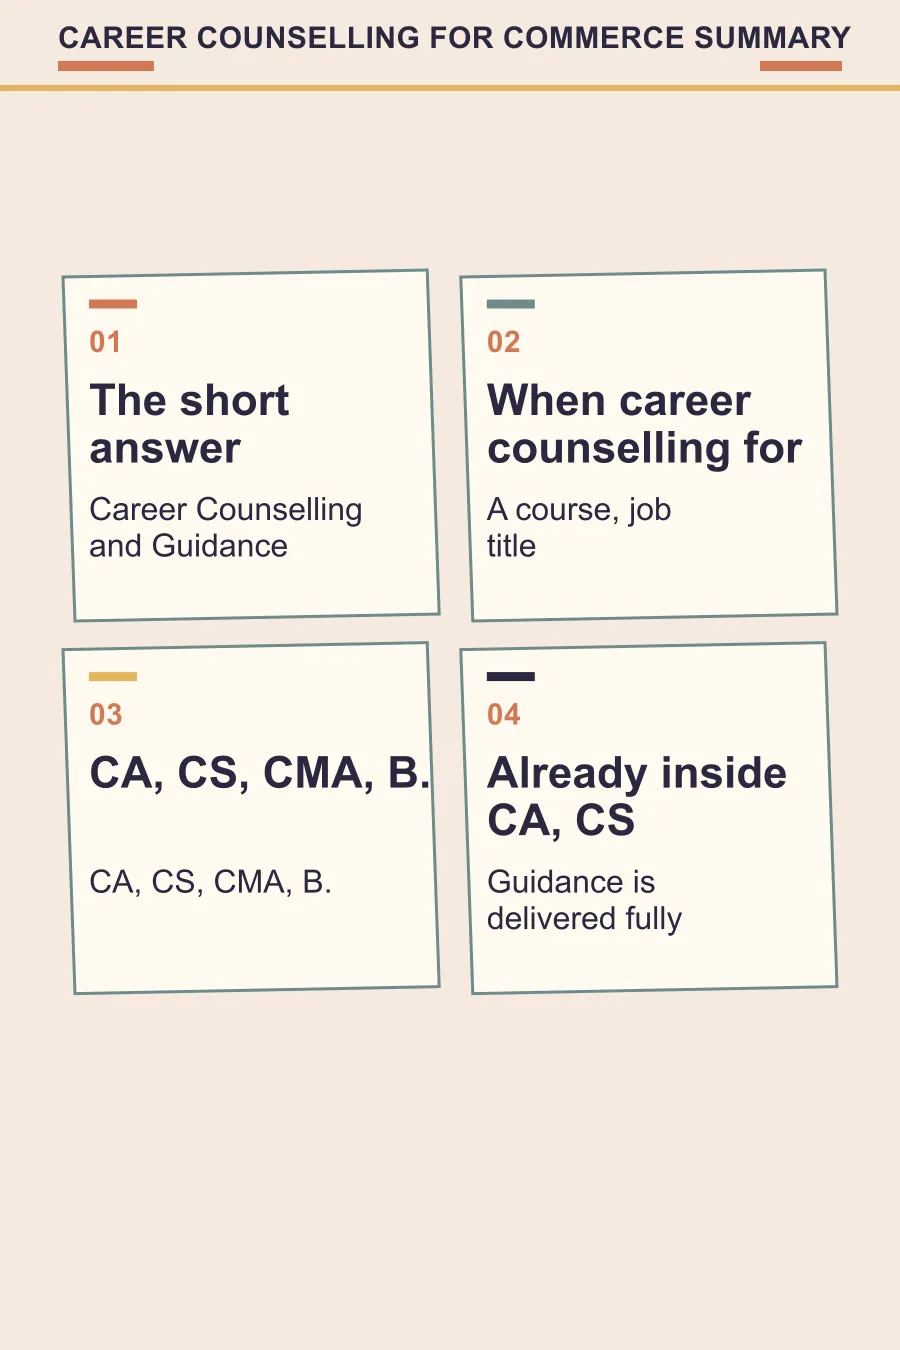 CAREER COUNSELLING FOR COMMERCE SUMMARY
01
The short
answer
Career Counselling
and Guidance
02
When career
counselling for
A course, job
title
03
CA, CS, CMA, B.
CA, CS, CMA, B.
04
Already inside
CA, CS
Guidance is
delivered fully